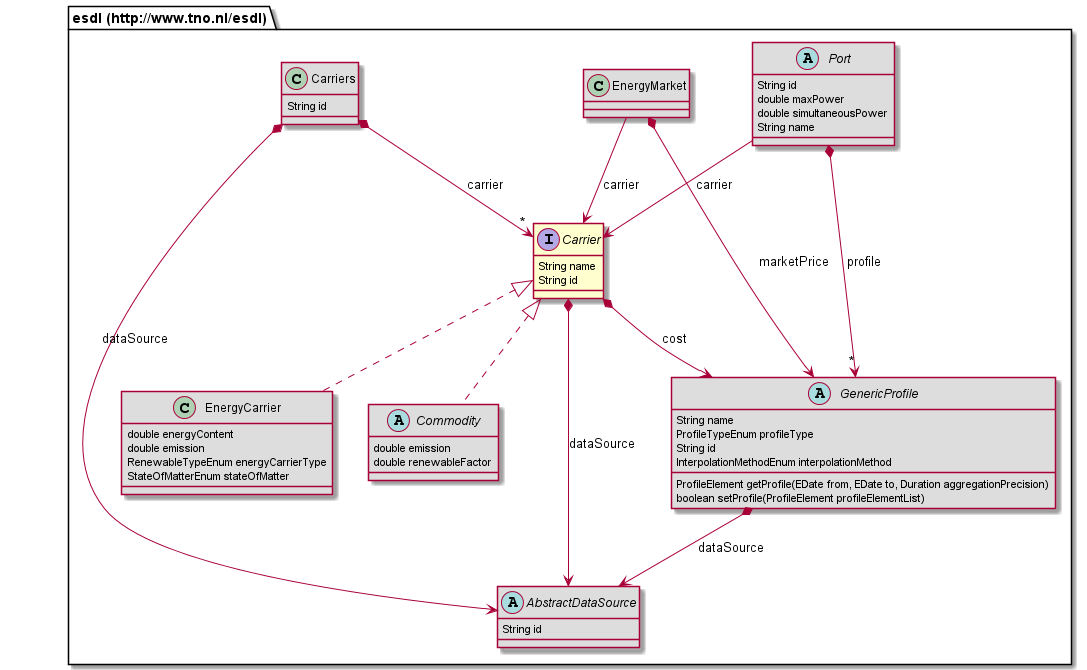 esdl (http://www.tno.nl/esdl)
A Port
String id
double maxPower
double simultaneousPower
String name
C Carriers
String id
C EnergyMarket
carrier
carrier
carrier
*
I Carrier
String name
String id
marketPrice
profile
dataSource
cost
*
C EnergyCarrier
double energyContent
double emission
RenewableTypeEnum energyCarrierType
StateOfMatterEnum stateOfMatter
A Commodity
double emission
double renewableFactor
dataSource
A GenericProfile
String name
ProfileTypeEnum profileType
String id
InterpolationMethodEnum interpolationMethod
ProfileElement getProfile(EDate from, EDate to, Duration aggregationPrecision)
boolean setProfile(ProfileElement profileElementList)
dataSource
A AbstractDataSource
String id